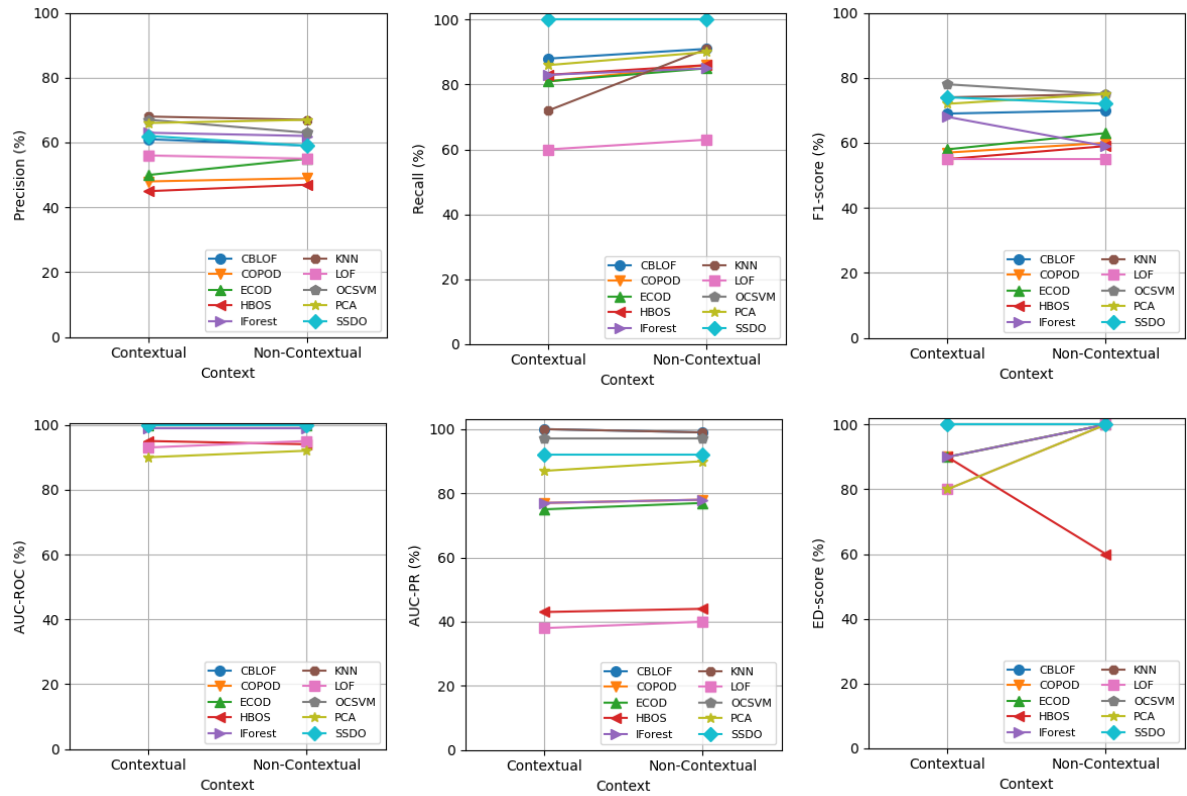 100
80
60
40
20
0
Precision (%)
CBLOF KNN
COPOD LOF
ECOD OCSVM
HBOS PCA
IForest SSDO
Contextual Non-Contextual
Context
100
80
60
40
20
0
Recall (%)
CBLOF KNN
COPOD LOF
ECOD OCSVM
HBOS PCA
IForest SSDO
Contextual Non-Contextual
Context
100
80
60
40
20
0
F1-score (%)
CBLOF KNN
COPOD LOF
ECOD OCSVM
HBOS PCA
IForest SSDO
Contextual Non-Contextual
Context
100
80
60
40
20
0
AUC-ROC (%)
CBLOF KNN
COPOD LOF
ECOD OCSVM
HBOS PCA
IForest SSDO
Contextual Non-Contextual
Context
100
80
60
40
20
0
AUC-PR (%)
CBLOF KNN
COPOD LOF
ECOD OCSVM
HBOS PCA
IForest SSDO
Contextual Non-Contextual
Context
100
80
60
40
20
0
ED-score (%)
CBLOF KNN
COPOD LOF
ECOD OCSVM
HBOS PCA
IForest SSDO
Contextual Non-Contextual
Context